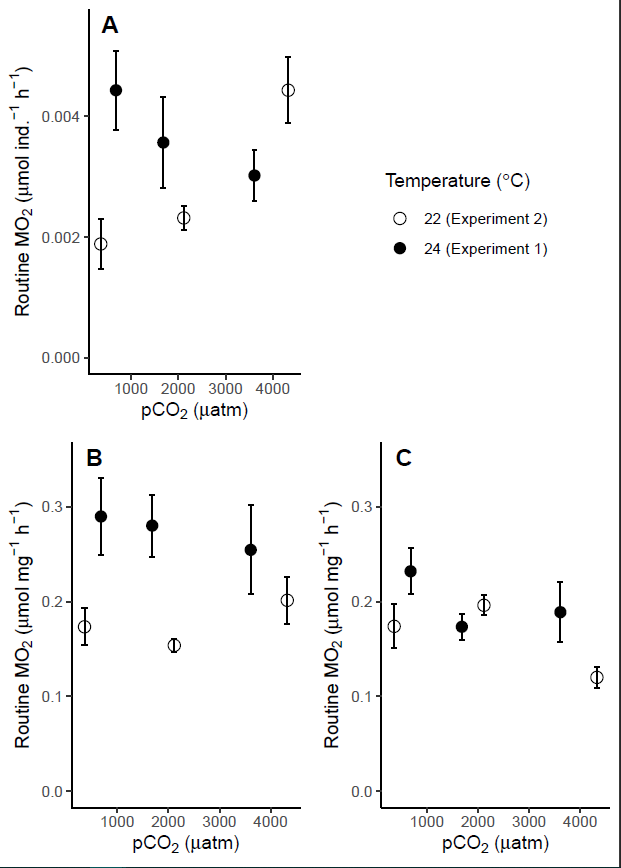 A
Routine MO₂ (µmol ind.⁻¹ h⁻¹)
0.004
0.002
0.000
1000 2000 3000 4000
pCO₂ (µatm)
Temperature (°C)
22 (Experiment 2)
24 (Experiment 1)
B
Routine MO₂ (µmol mg⁻¹ h⁻¹)
0.3
0.2
0.1
0.0
1000 2000 3000 4000
pCO₂ (µatm)
C
Routine MO₂ (µmol mg⁻¹ h⁻¹)
0.3
0.2
0.1
0.0
1000 2000 3000 4000
pCO₂ (µatm)